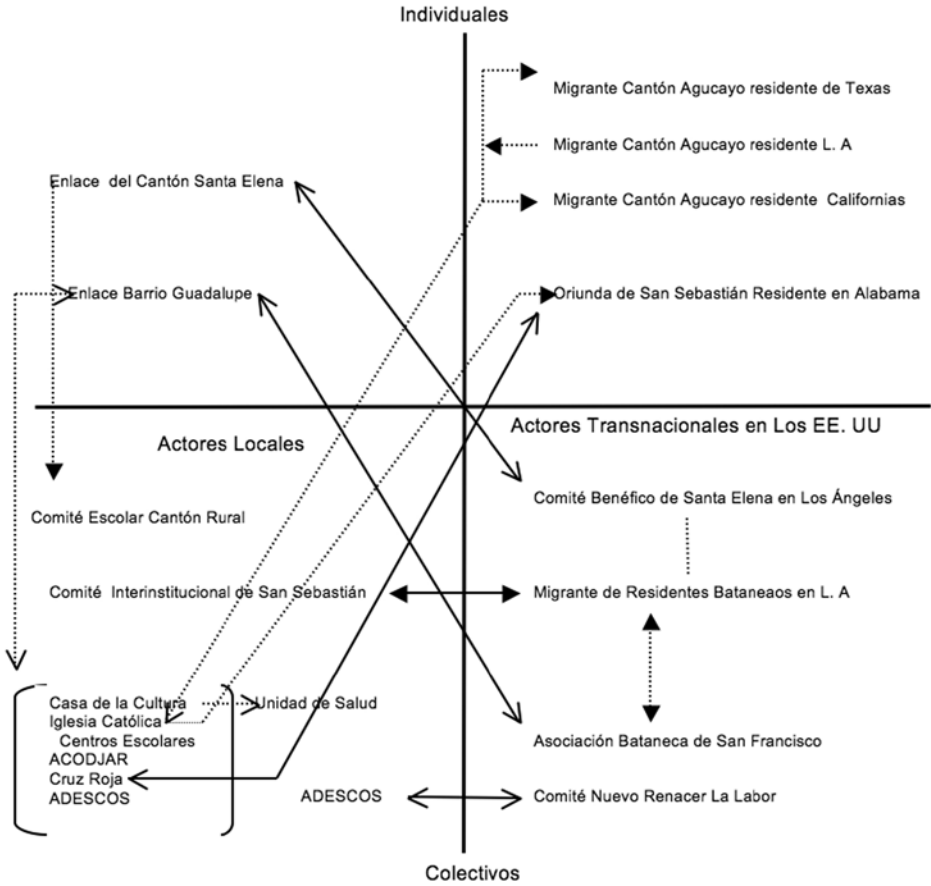 Individuales
Migrante Cantón Agucayo residente de Texas
Migrante Cantón Agucayo residente L. A
Enlace del Cantón Santa Elena
Migrante Cantón Agucayo residente Californias
Enlace Barrio Guadalupe
Oriunda de San Sebastián Residente en Alabama
Actores Locales
Actores Transnacionales en Los EE. UU
Comité Benéfico de Santa Elena en Los Ángeles
Comité Escolar Cantón Rural
Comité Interinstitucional de San Sebastián
Migrante de Residentes Bataneaos en L. A
Casa de la Cultura
Unidad de Salud
Iglesia Católica
Centros Escolares
Asociación Bataneca de San Francisco
ACODJAR
Cruz Roja
ADESCOS
ADESCOS
Comité Nuevo Renacer La Labor
Colectivos